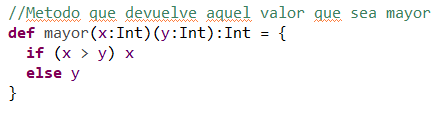 //Metodo que devuelve aquel valor que sea mayor
def mayor(x:Int)(y:Int):Int = {
  if (x > y) x
  else y
}